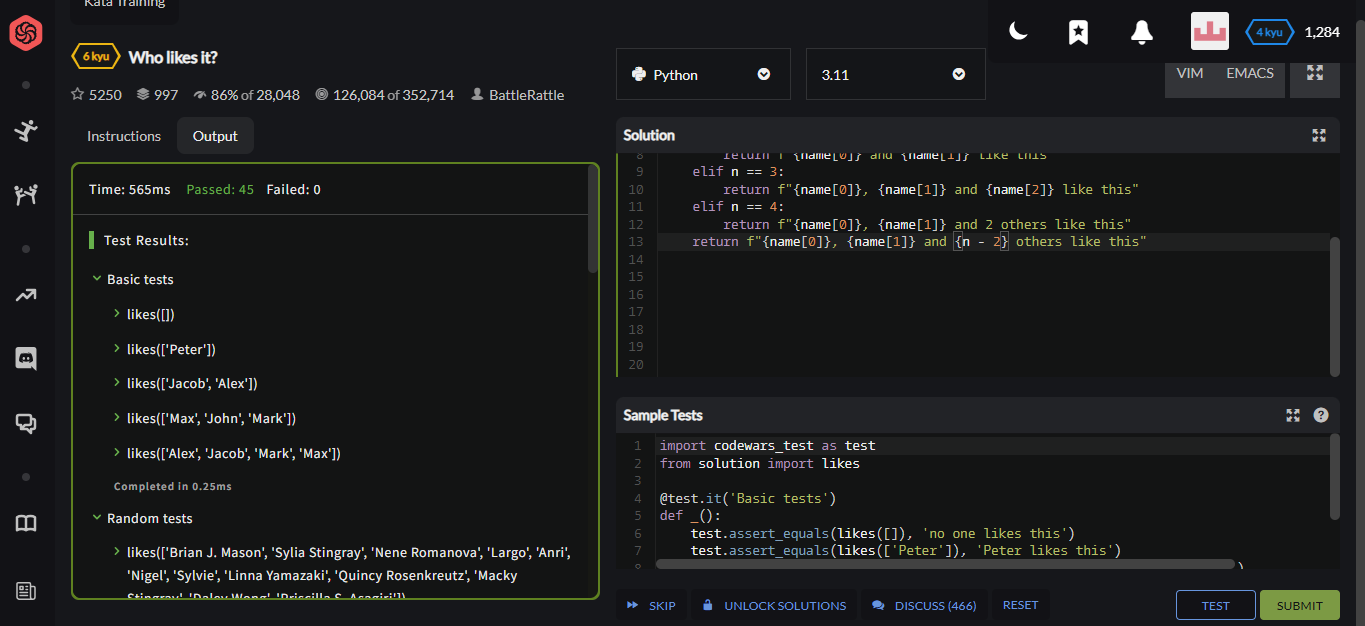 Kata Training
6 kyu Who likes it?
5250 997 86% of 28,048 126,084 of 352,714 BattleRattle
4 kyu 1,284
Python 3.11 VIM EMACS
Instructions Output
Time: 565ms Passed: 45 Failed: 0
Test Results:
Basic tests
likes([])
likes(['Peter'])
likes(['Jacob', 'Alex'])
likes(['Max', 'John', 'Mark'])
likes(['Alex', 'Jacob', 'Mark', 'Max'])
Completed in 0.25ms
Random tests
likes(['Brian J. Mason', 'Sylia Stingray', 'Nene Romanova', 'Largo', 'Anri',
'Nigel', 'Sylvie', 'Linna Yamazaki', 'Quincy Rosenkreutz', 'Macky
Stingray', 'Daley Wong', 'Priscilla S. Asagiri'])
Solution
8 return f"{name[0]} and {name[1]} like this"
9 elif n == 3:
10 return f"{name[0]}, {name[1]} and {name[2]} like this"
11 elif n == 4:
12 return f"{name[0]}, {name[1]} and 2 others like this"
13 return f"{name[0]}, {name[1]} and {n - 2} others like this"
14
15
16
17
18
19
20
Sample Tests
1 import codewars_test as test
2 from solution import likes
3
4 @test.it('Basic tests')
5 def _():
6 test.assert_equals(likes([]), 'no one likes this')
7 test.assert_equals(likes(['Peter']), 'Peter likes this')
8
SKIP UNLOCK SOLUTIONS DISCUSS (466) RESET TEST SUBMIT